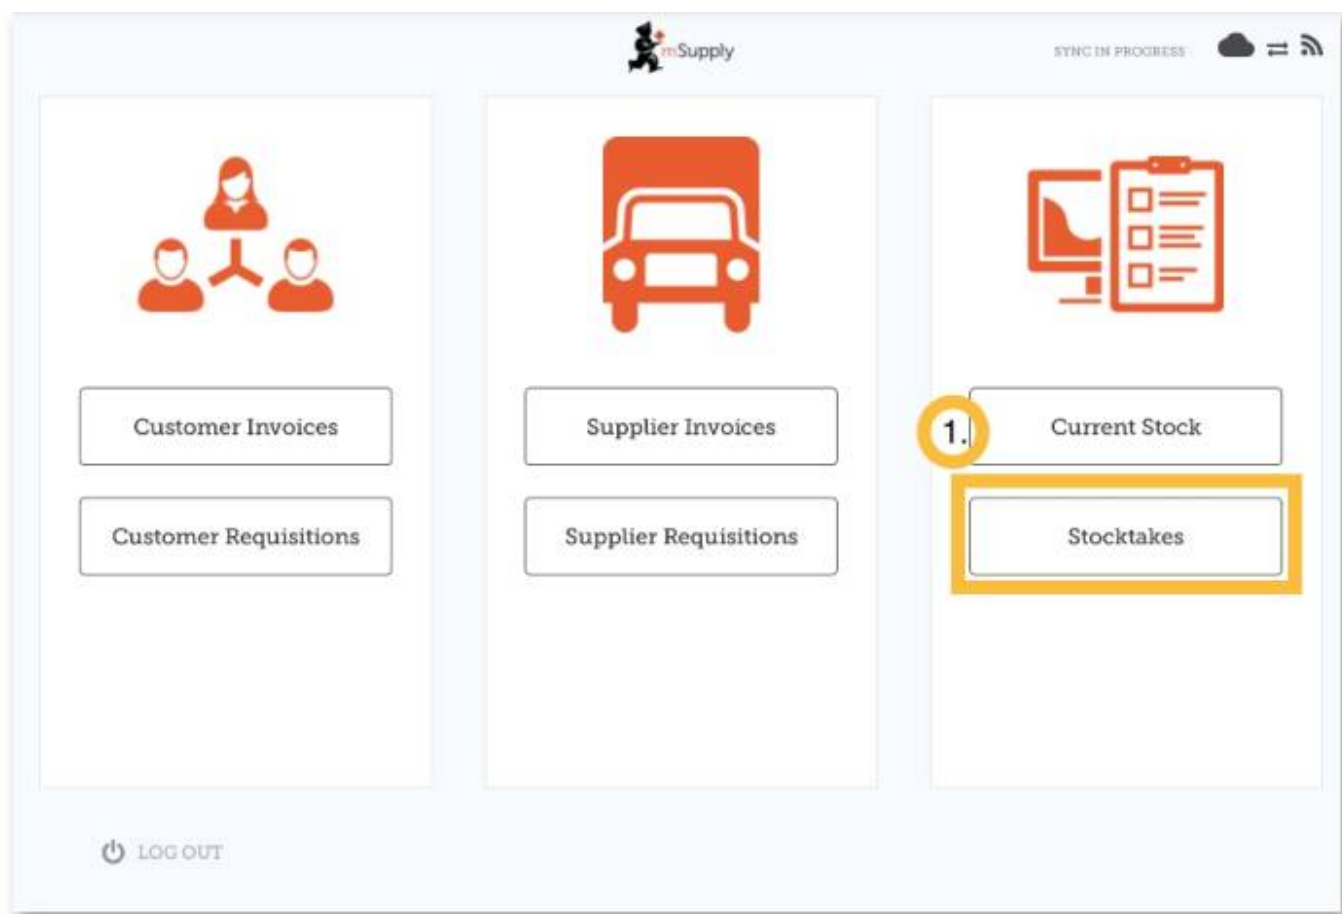 mSupply
SYNC IN PROGRESS
Customer Invoices
Customer Requisitions
Supplier Invoices
Supplier Requisitions
1.
Current Stock
Stocktakes
LOG OUT